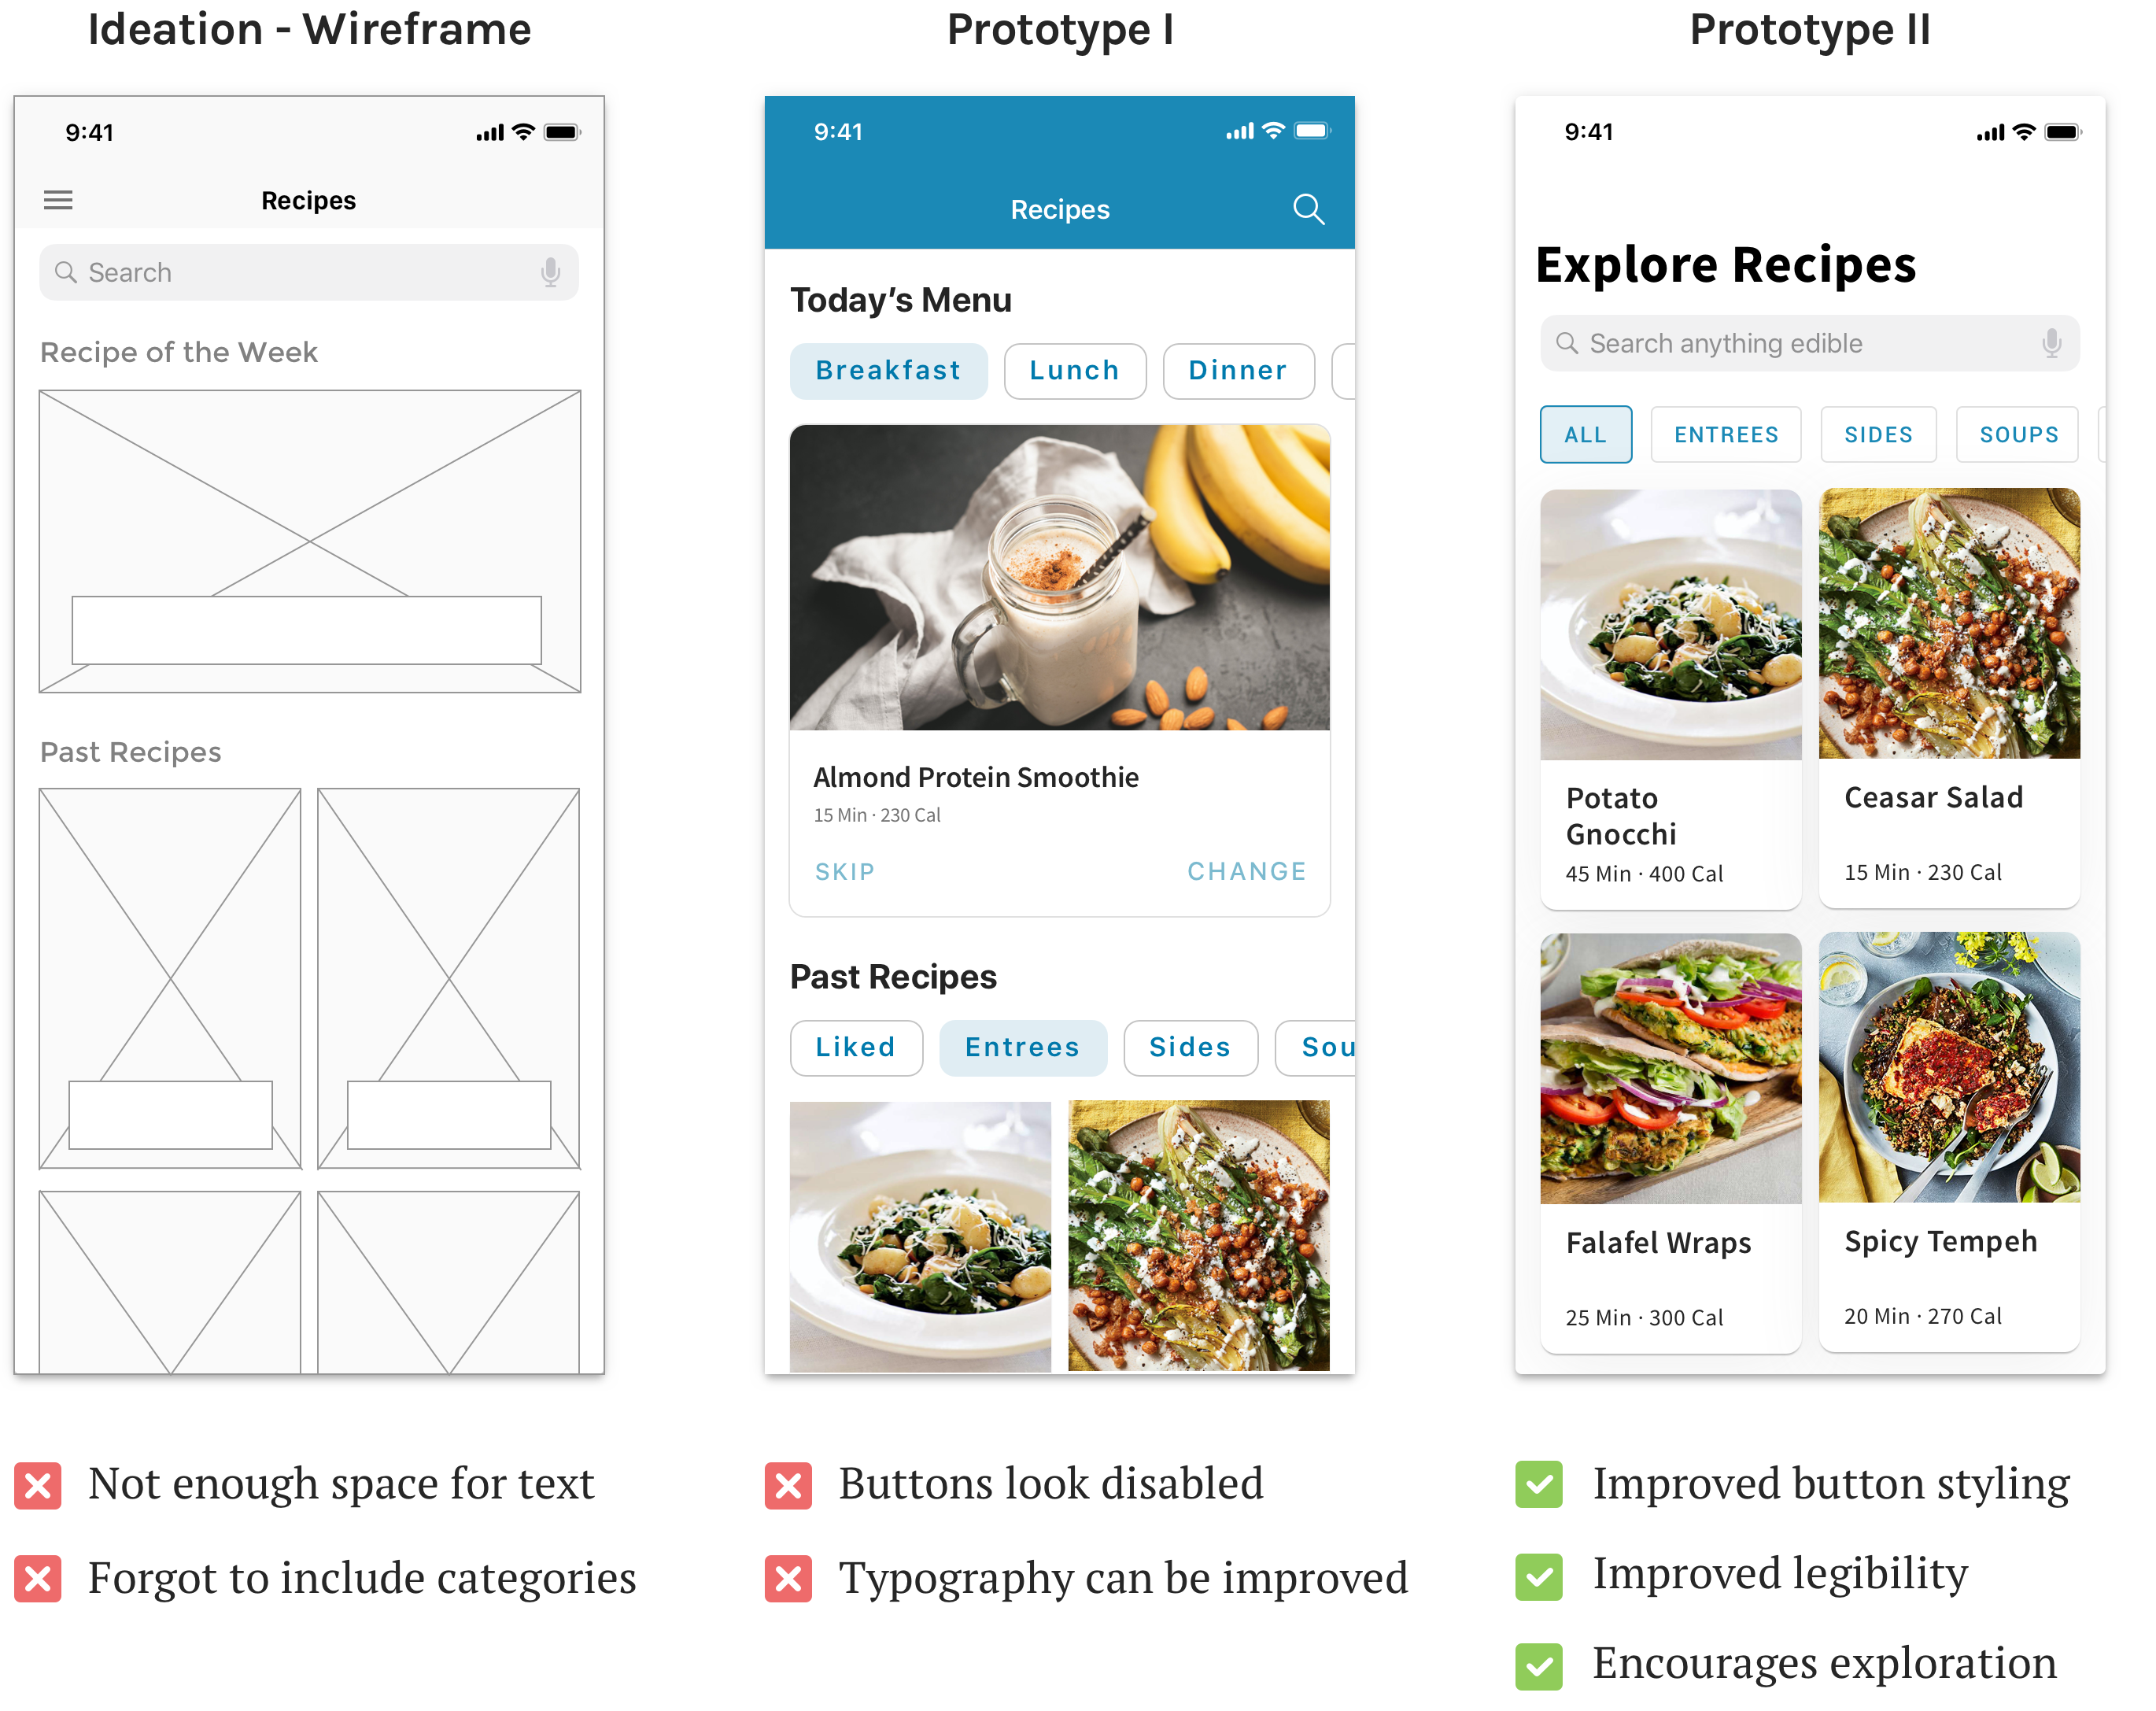 Ideation - Wireframe
9:41
Recipes
Search
Recipe of the Week
Past Recipes
Not enough space for text
Forgot to include categories
Prototype I
9:41
Recipes
Today's Menu
Breakfast Lunch Dinner
Almond Protein Smoothie
15 Min · 230 Cal
SKIP CHANGE
Past Recipes
Liked Entrees Sides Sou
Buttons look disabled
Typography can be improved
Prototype II
9:41
Explore Recipes
Search anything edible
ALL ENTREES SIDES SOUPS
Potato
Gnocchi
45 Min · 400 Cal
Ceasar Salad
15 Min · 230 Cal
Falafel Wraps
25 Min · 300 Cal
Spicy Tempeh
20 Min · 270 Cal
Improved button styling
Improved legibility
Encourages exploration